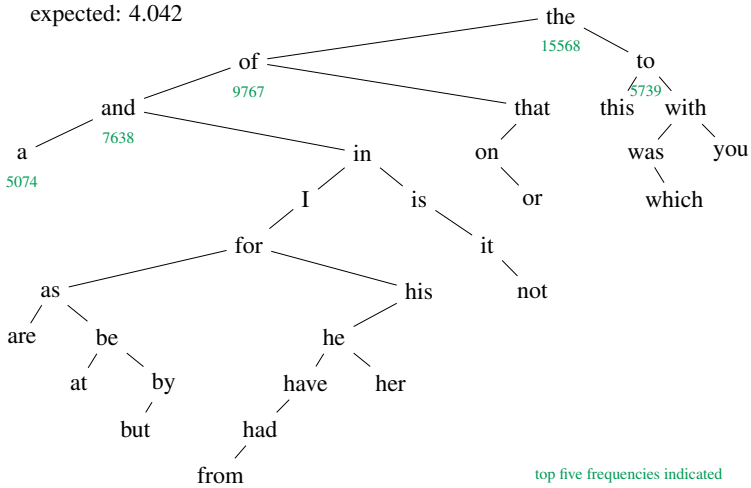 expected: 4.042
the
15568
of
9767
to
5739
and
7638
that
this
with
a
5074
in
on
was
you
I
is
or
which
for
it
as
his
not
are
be
he
at
by
have
her
but
had
from
top five frequencies indicated